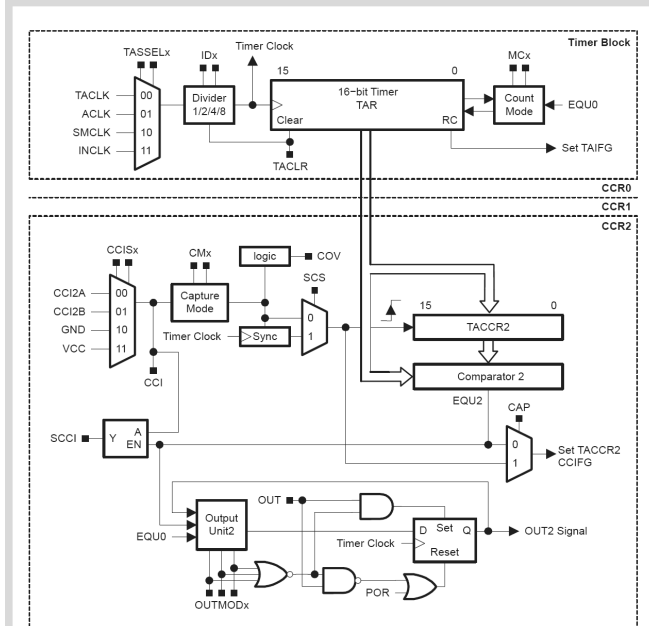 Timer Block
TASSELx
IDx
Timer Clock
MCx
15
0
TACLK
ACLK
SMCLK
INCLK
00
01
10
11
Divider
1/2/4/8
16−bit Timer
TAR
Clear
RC
Count
Mode
EQU0
Set TAIFG
TACLR
CCR0
CCR1
CCR2
CCISx
CMx
logic
COV
SCS
CCI2A
CCI2B
GND
VCC
00
01
10
11
Capture
Mode
Timer Clock
Sync
0
1
15
0
TACCR2
CCI
Comparator 2
EQU2
CAP
SCCI
Y
A
EN
0
1
Set TACCR2
CCIFG
OUT
Output
Unit2
EQU0
Timer Clock
D
Set
Q
Reset
OUT2 Signal
POR
OUTMODx